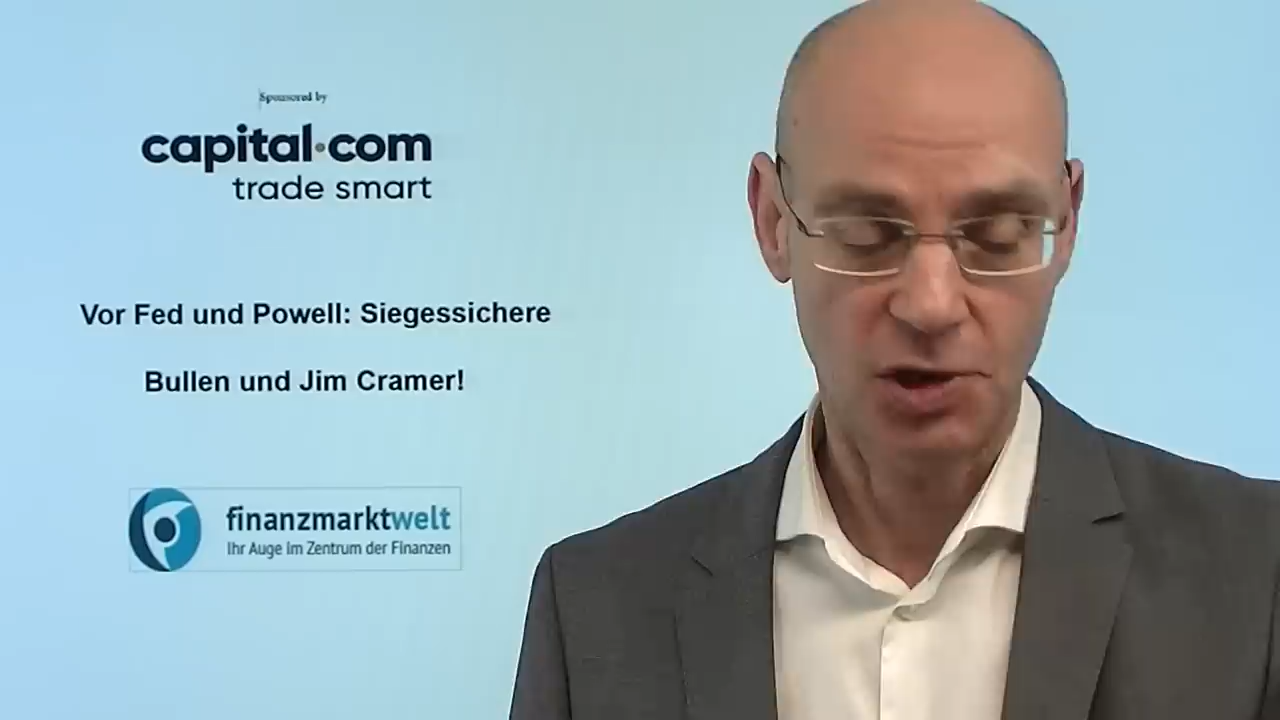 Sponsored by
capital.com
trade smart
Vor Fed und Powell: Siegessichere
Bullen und Jim Cramer!
finanzmarktwelt
Ihr Auge im Zentrum der Finanzen